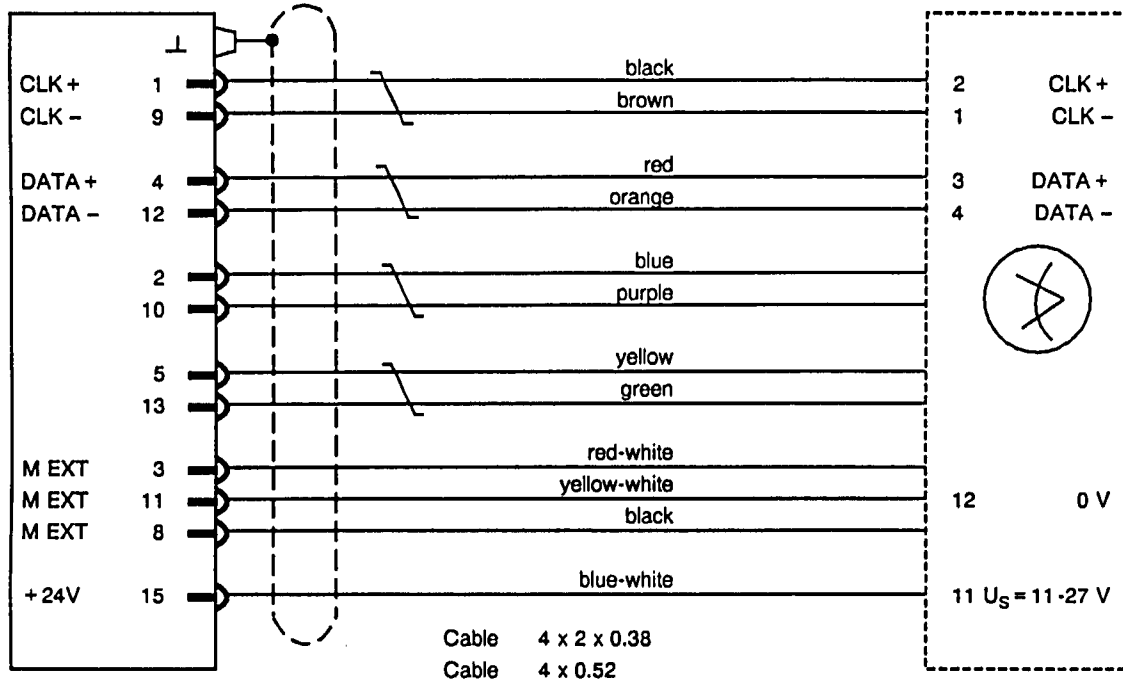 CLK + 1 black 2 CLK +
CLK – 9 brown 1 CLK –
DATA + 4 red 3 DATA +
DATA – 12 orange 4 DATA –
2 blue
10 purple
5 yellow
13 green
M EXT 3 red-white
M EXT 11 yellow-white 12 0 V
M EXT 8 black
+24V 15 blue-white 11 US = 11 -27 V
Cable 4 x 2 x 0.38
Cable 4 x 0.52